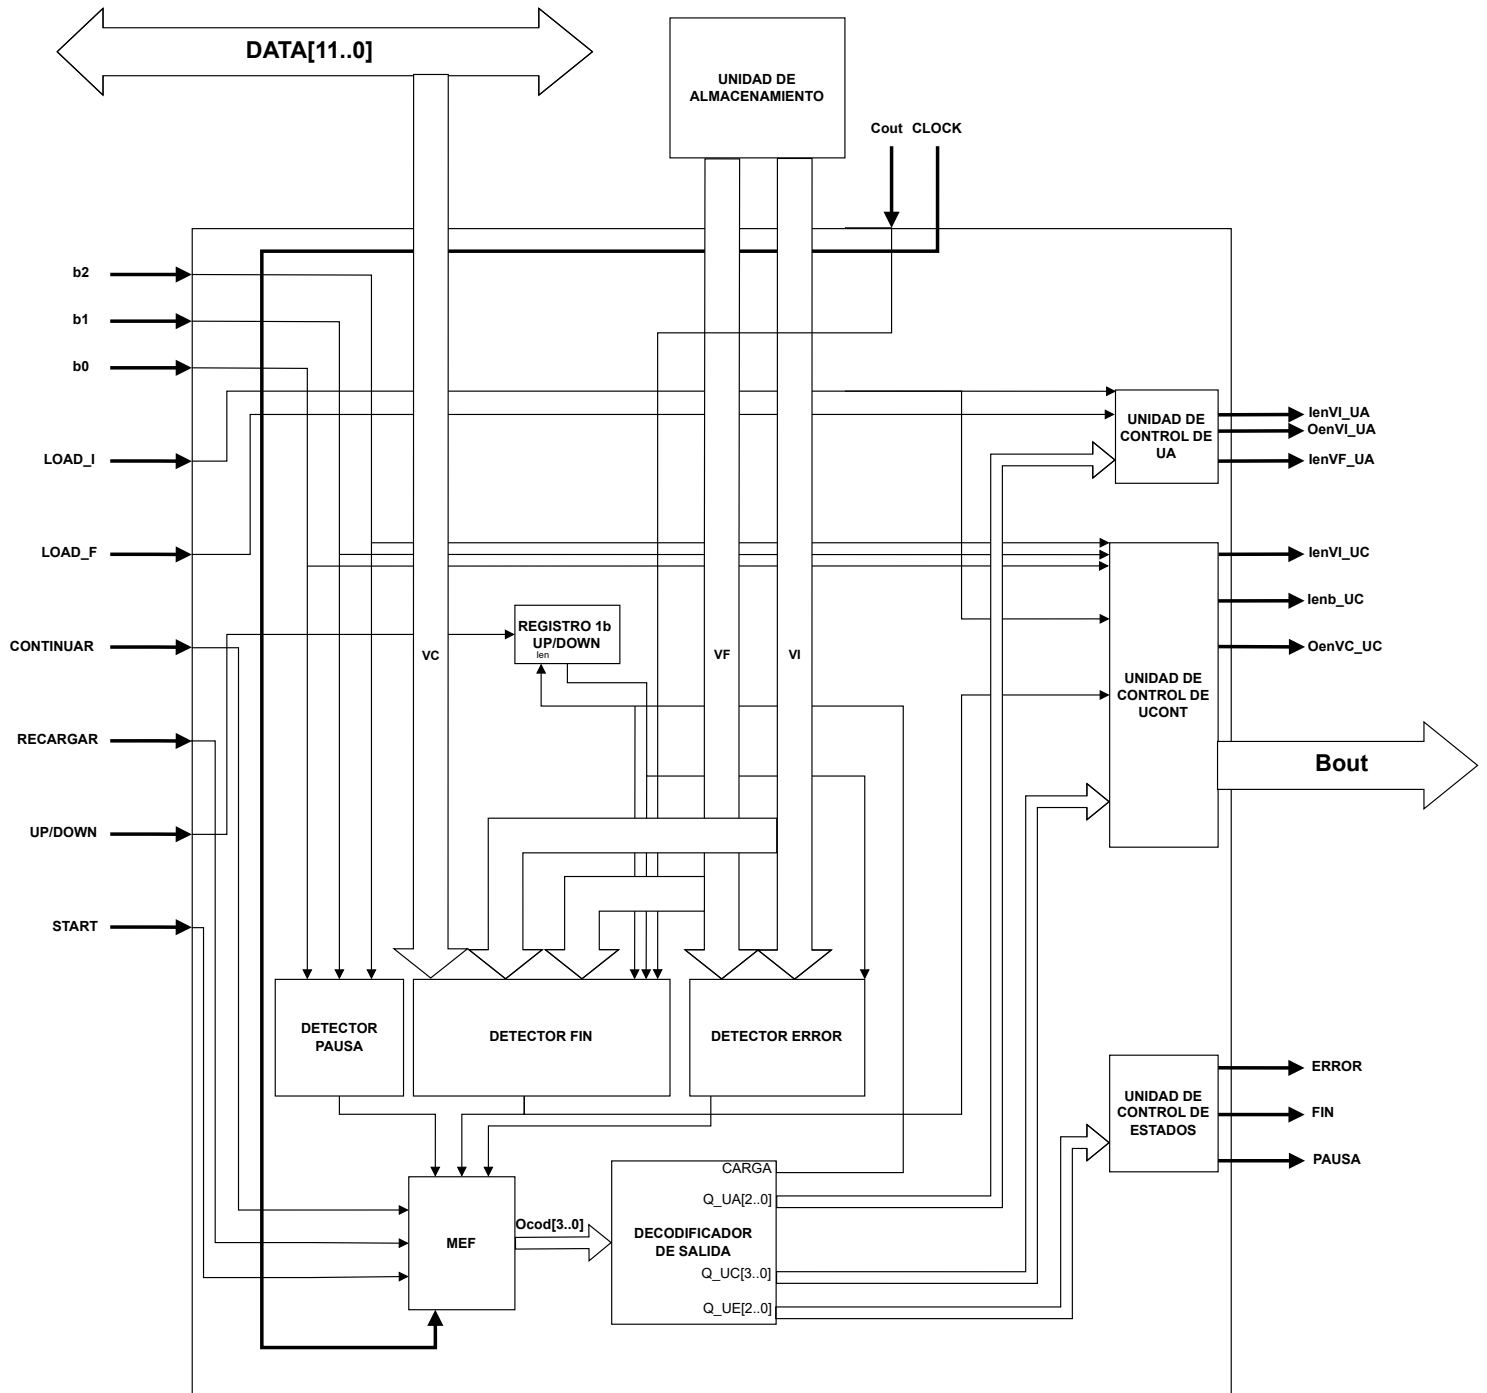 DATA[11..0]
UNIDAD DE
ALMACENAMIENTO
Cout CLOCK
b2
b1
b0
LOAD_I
LOAD_F
CONTINUAR
RECARGAR
UP/DOWN
START
UNIDAD DE
CONTROL DE
UA
IenVI_UA
OenVI_UA
IenVF_UA
REGISTRO 1b
UP/DOWN
Ien
VC
VF
VI
UNIDAD DE
CONTROL DE
UCONT
IenVI_UC
Ienb_UC
OenVC_UC
Bout
DETECTOR
PAUSA
DETECTOR FIN
DETECTOR ERROR
UNIDAD DE
CONTROL DE
ESTADOS
ERROR
FIN
PAUSA
MEF
Ocod[3..0]
CARGA
Q_UA[2..0]
DECODIFICADOR
DE SALIDA
Q_UC[3..0]
Q_UE[2..0]